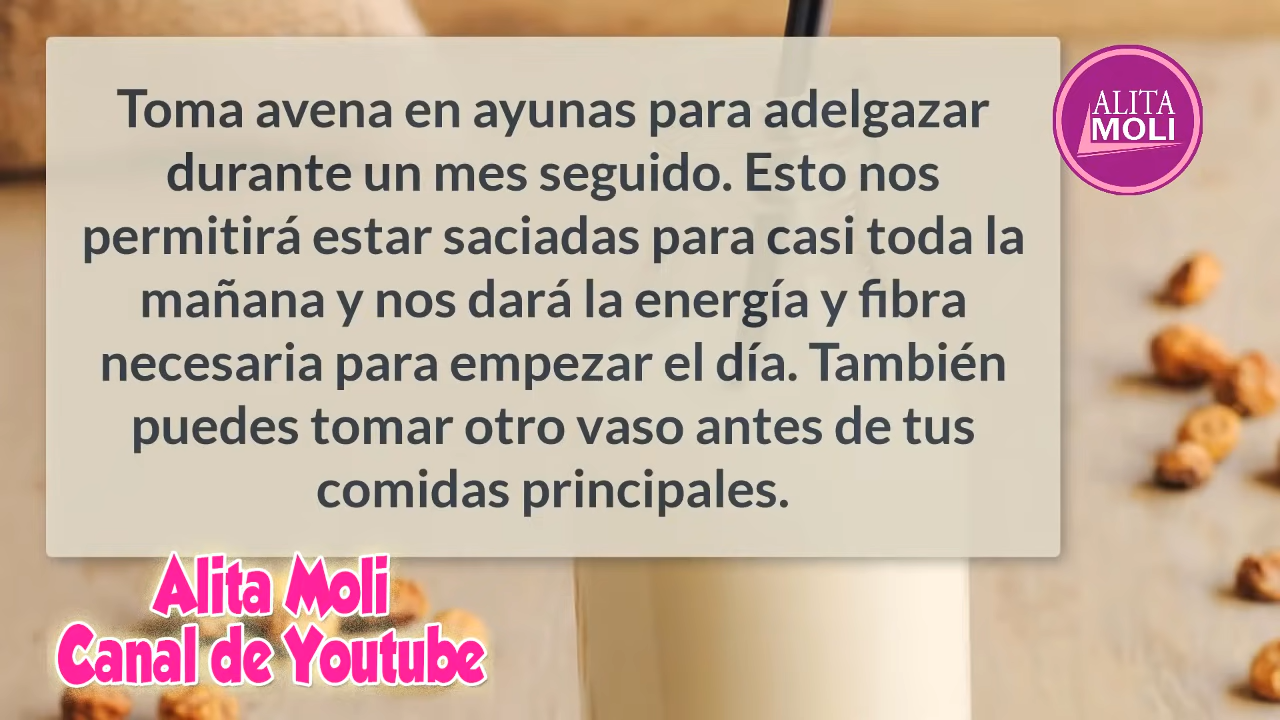 Toma avena en ayunas para adelgazar
durante un mes seguido. Esto nos
permitirá estar saciadas para casi toda la
mañana y nos dará la energía y fibra
necesaria para empezar el día. También
puedes tomar otro vaso antes de tus
comidas principales.
ALITA
MOLI
Alita Moli
Canal de Youtube